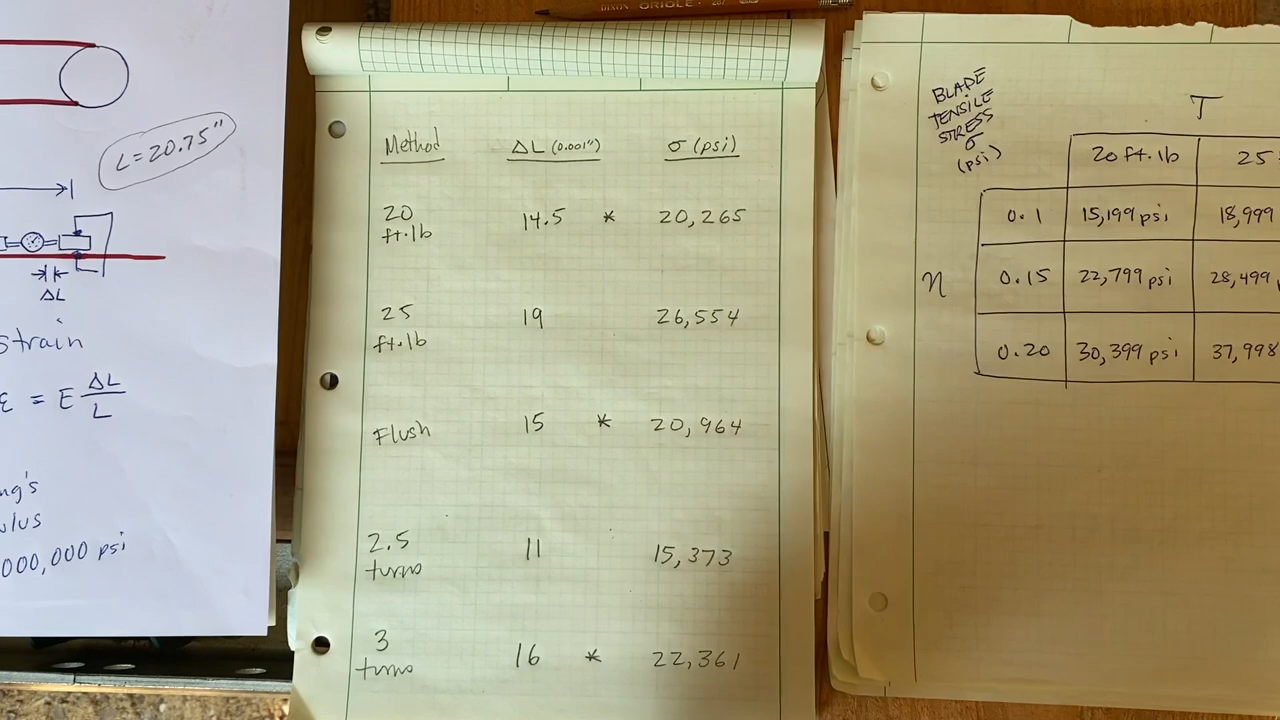 L=20.75"
ΔL
strain
ε = E ΔL/L
000,000 psi
DIXON ORIOLE 287
Method ΔL (0.001") σ (psi)
20 ft.lb 14.5 * 20,265
25 ft.lb 19 26,554
Flush 15 * 20,964
2.5 turns 11 15,373
3 turns 16 * 22,361
BLADE
TENSILE
STRESS
σ
(psi)
T
20 ft.lb 25
0.1 15,199 psi 18,999
n 0.15 22,799 psi 28,499
0.20 30,399 psi 37,998